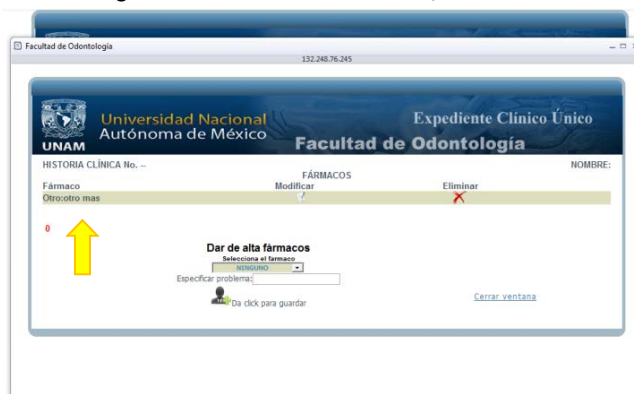 Facultad de Odontología
132.248.76.245
Universidad Nacional
Autónoma de México
UNAM
Expediente Clínico Único
Facultad de Odontología
HISTORIA CLÍNICA No. --
NOMBRE:
FÁRMACOS
Fármaco Modificar Eliminar
Otro:otro mas
0
Dar de alta fármacos
Selecciona el farmaco
NINGUNO
Especificar problema:
Da click para guardar
Cerrar ventana